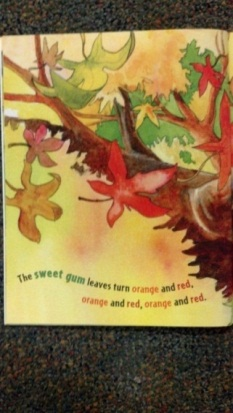 The sweet gum leaves turn orange and red,
orange and red, orange and red.